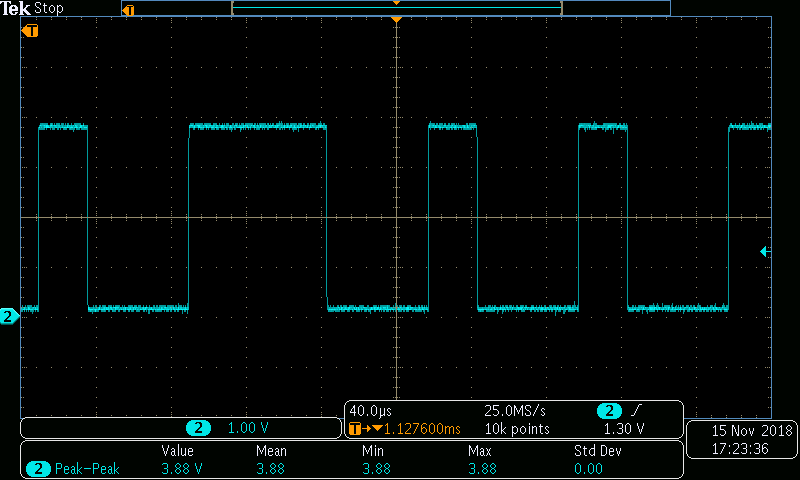 Tek Stop
T
T
2
40.0µs 25.0MS/s 2
2 1.00 V T 1.127600ms 10k points 1.30 V
15 Nov 2018
17:23:36
Value Mean Min Max Std Dev
2 Peak-Peak 3.88 V 3.88 3.88 3.88 0.00